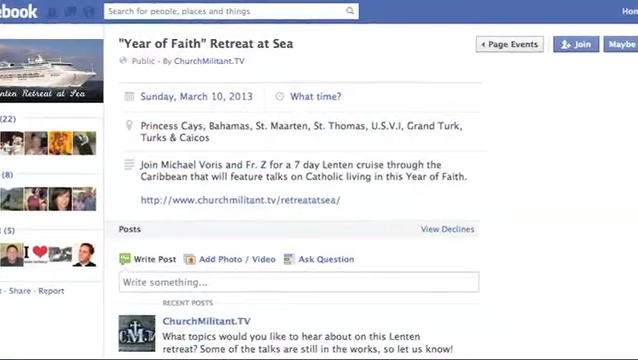 ebook
Search for people, places and things
Hom
"Year of Faith" Retreat at Sea
Page Events
Join
Maybe
Public · By ChurchMilitant.TV
enten Retreat at Sea
Sunday, March 10, 2013
What time?
(22)
Princess Cays, Bahamas, St. Maarten, St. Thomas, U.S.V.I, Grand Turk,
Turks & Caicos
Join Michael Voris and Fr. Z for a 7 day Lenten cruise through the
Caribbean that will feature talks on Catholic living in this Year of Faith.
(8)
http://www.churchmilitant.tv/retreatatsea/
Posts
View Declines
(5)
I
Write Post
Add Photo / Video
Ask Question
Write something...
· Share · Report
RECENT POSTS
ChurchMilitant.TV
CMT
What topics would you like to hear about on this Lenten
retreat? Some of the talks are still in the works, so let us know!